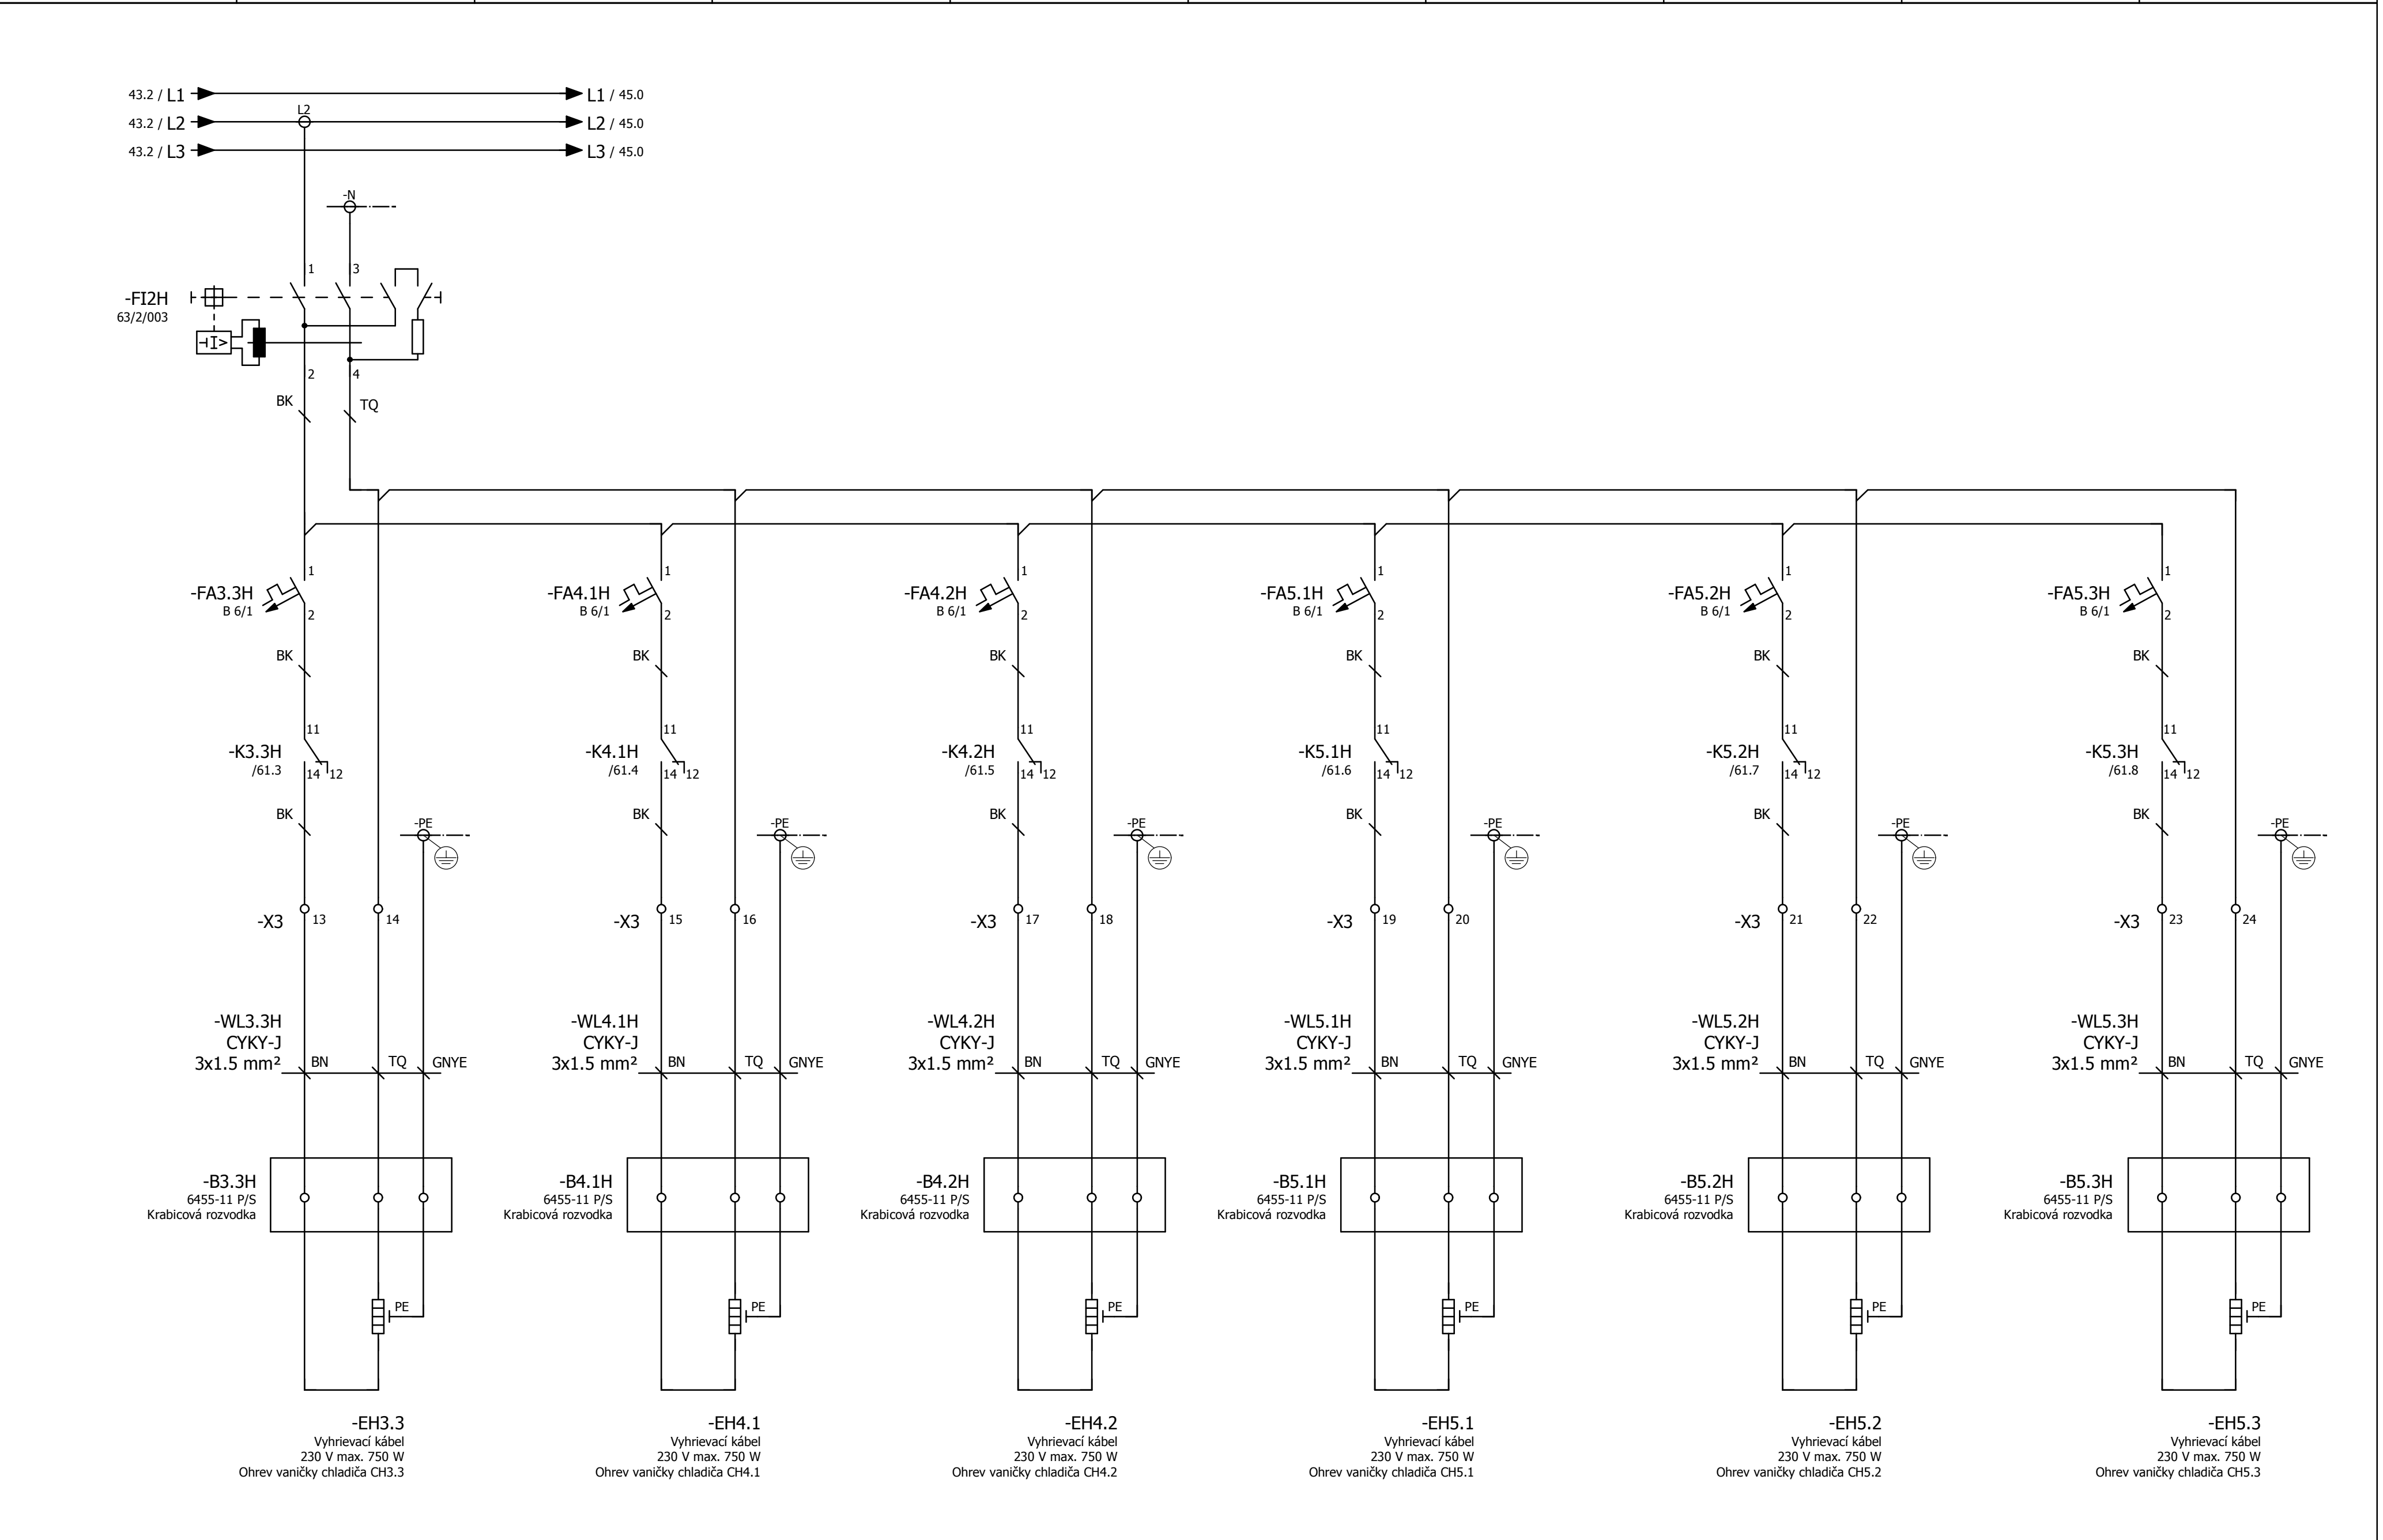 43.2 / L1 L1 / 45.0
L2
43.2 / L2 L2 / 45.0
43.2 / L3 L3 / 45.0
-N
1 3
-FI2H
63/2/003
-I>
2 4
BK TQ
1 1 1 1 1 1
-FA3.3H -FA4.1H -FA4.2H -FA5.1H -FA5.2H -FA5.3H
B 6/1 B 6/1 B 6/1 B 6/1 B 6/1 B 6/1
2 2 2 2 2 2
BK BK BK BK BK BK
11 11 11 11 11 11
-K3.3H -K4.1H -K4.2H -K5.1H -K5.2H -K5.3H
/61.3 /61.4 /61.5 /61.6 /61.7 /61.8
14 12 14 12 14 12 14 12 14 12 14 12
BK BK BK BK BK BK
-PE -PE -PE -PE -PE -PE
-X3 13 14 -X3 15 16 -X3 17 18 -X3 19 20 -X3 21 22 -X3 23 24
-WL3.3H -WL4.1H -WL4.2H -WL5.1H -WL5.2H -WL5.3H
CYKY-J CYKY-J CYKY-J CYKY-J CYKY-J CYKY-J
3x1.5 mm² BN TQ GNYE 3x1.5 mm² BN TQ GNYE 3x1.5 mm² BN TQ GNYE 3x1.5 mm² BN TQ GNYE 3x1.5 mm² BN TQ GNYE 3x1.5 mm² BN TQ GNYE
-B3.3H -B4.1H -B4.2H -B5.1H -B5.2H -B5.3H
6455-11 P/S 6455-11 P/S 6455-11 P/S 6455-11 P/S 6455-11 P/S 6455-11 P/S
Krabicová rozvodka Krabicová rozvodka Krabicová rozvodka Krabicová rozvodka Krabicová rozvodka Krabicová rozvodka
PE PE PE PE PE PE
-EH3.3 -EH4.1 -EH4.2 -EH5.1 -EH5.2 -EH5.3
Vyhrievací kábel Vyhrievací kábel Vyhrievací kábel Vyhrievací kábel Vyhrievací kábel Vyhrievací kábel
230 V max. 750 W 230 V max. 750 W 230 V max. 750 W 230 V max. 750 W 230 V max. 750 W 230 V max. 750 W
Ohrev vaničky chladiča CH3.3 Ohrev vaničky chladiča CH4.1 Ohrev vaničky chladiča CH4.2 Ohrev vaničky chladiča CH5.1 Ohrev vaničky chladiča CH5.2 Ohrev vaničky chladiča CH5.3